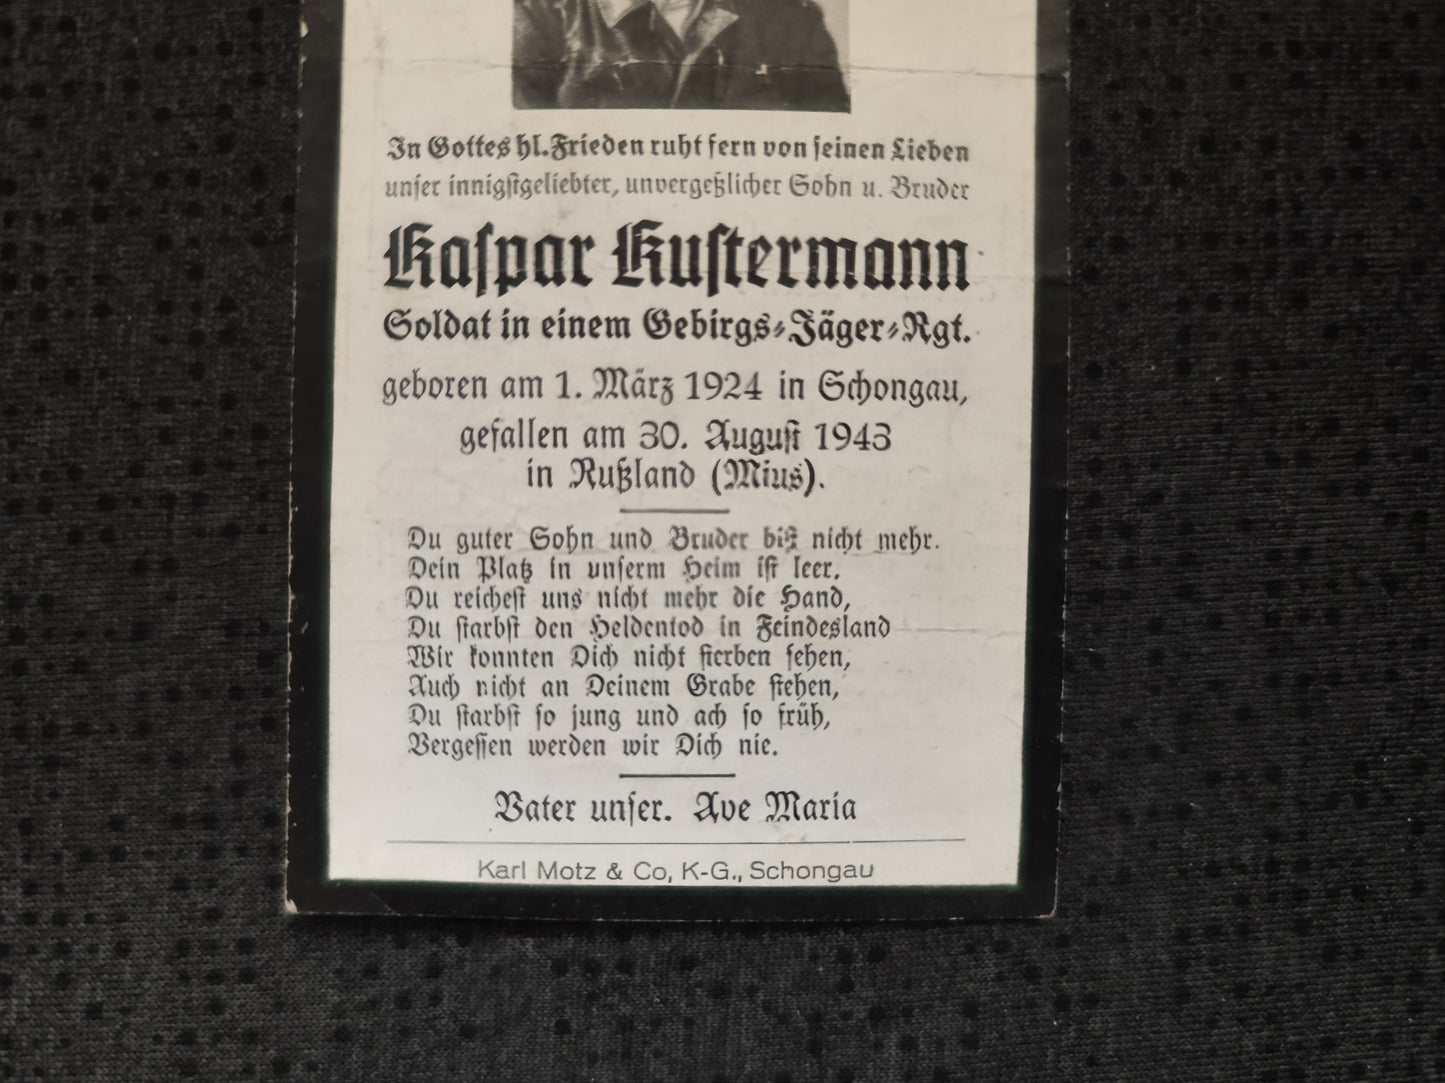 In Gottes hl. Frieden ruht fern von seinen Lieben
unser innigstgeliebter, unvergeßlicher Sohn u. Bruder
Kaspar Kustermann
Soldat in einem Gebirgs-Jäger-Rgt.
geboren am 1. März 1924 in Schongau,
gefallen am 30. August 1943
in Rußland (Mius).
Du guter Sohn und Bruder bist nicht mehr.
Dein Platz in unserm Heim ist leer.
Du reichest uns nicht mehr die Hand,
Du starbst den Heldentod in Feindesland
Wir konnten Dich nicht sterben sehen,
Auch nicht an Deinem Grabe stehen,
Du starbst so jung und ach so früh,
Vergessen werden wir Dich nie.
Vater unser. Ave Maria
Karl Motz & Co, K-G., Schongau